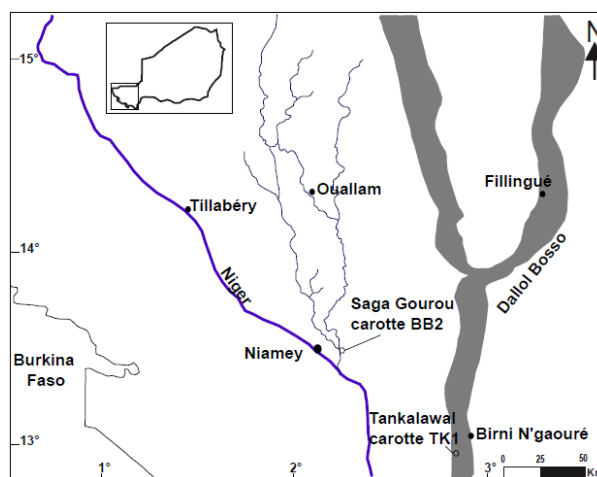 15°
N
Ouallam
Fillingué
Tillabéry
14°
Niger
Dallol Bosso
Saga Gourou
carotte BB2
Niamey
Burkina
Faso
Tankalawal
carotte TK1
Birni N'gaouré
13°
1°
2°
3°
0 25 50